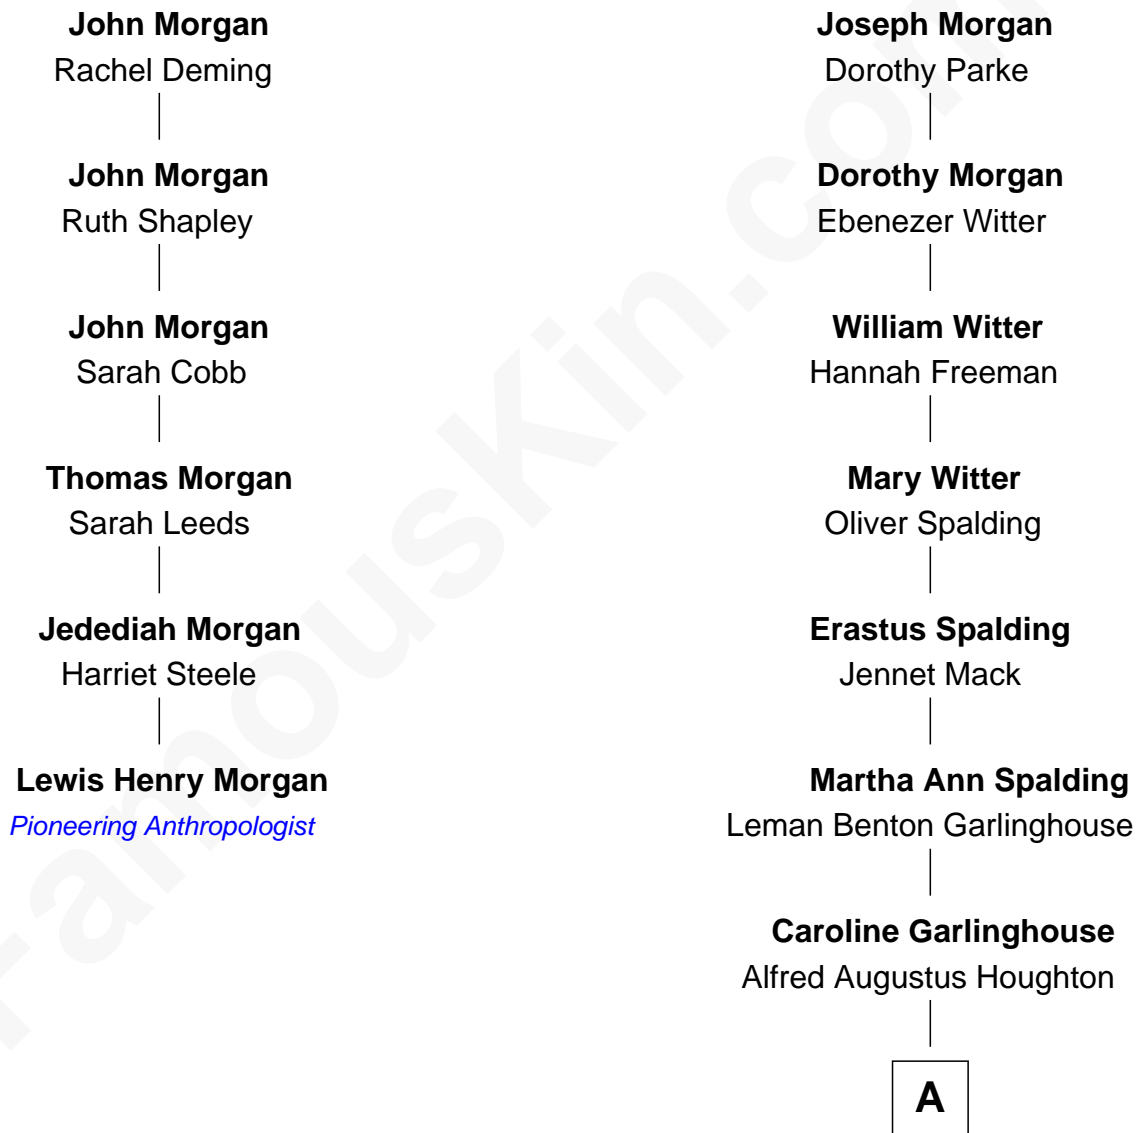 John Morgan
Rachel Deming
John Morgan
Ruth Shapley
John Morgan
Sarah Cobb
Thomas Morgan
Sarah Leeds
Jedediah Morgan
Harriet Steele
Lewis Henry Morgan
Pioneering Anthropologist
Joseph Morgan
Dorothy Parke
Dorothy Morgan
Ebenezer Witter
William Witter
Hannah Freeman
Mary Witter
Oliver Spalding
Erastus Spalding
Jennet Mack
Martha Ann Spalding
Leman Benton Garlinghouse
Caroline Garlinghouse
Alfred Augustus Houghton
A
FamousKin.com